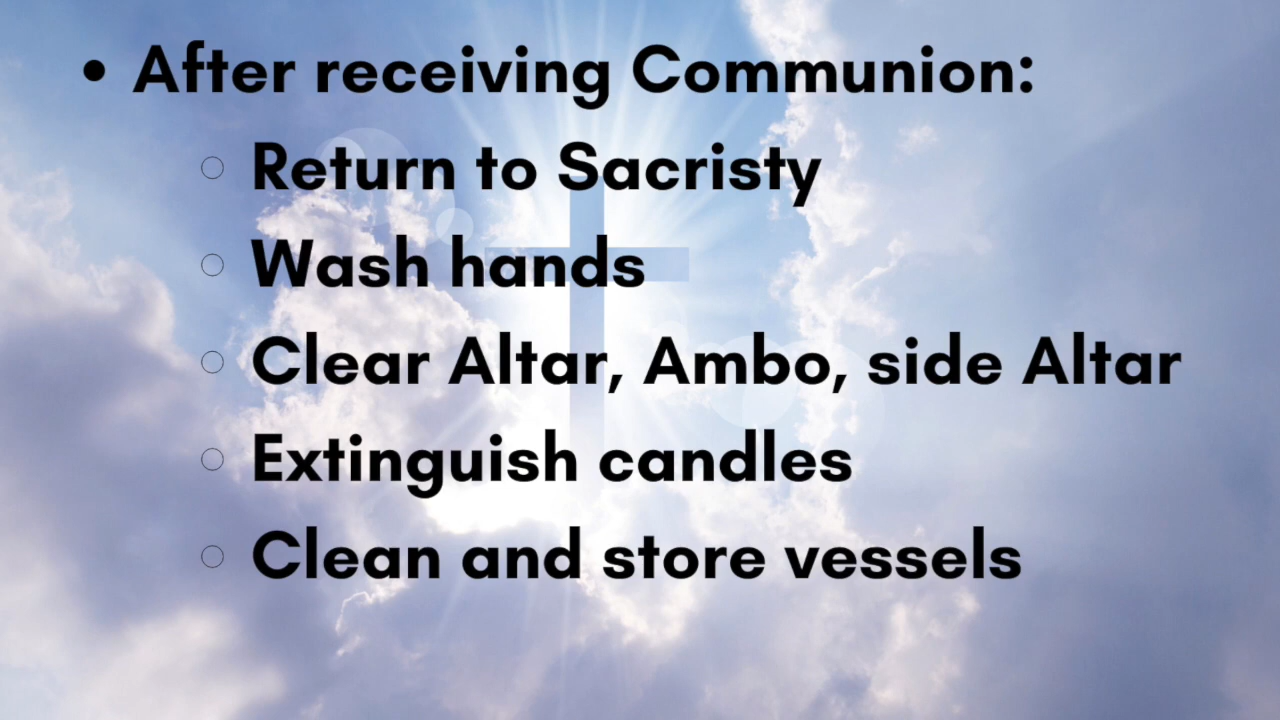 • After receiving Communion:
○ Return to Sacristy
○ Wash hands
○ Clear Altar, Ambo, side Altar
○ Extinguish candles
○ Clean and store vessels